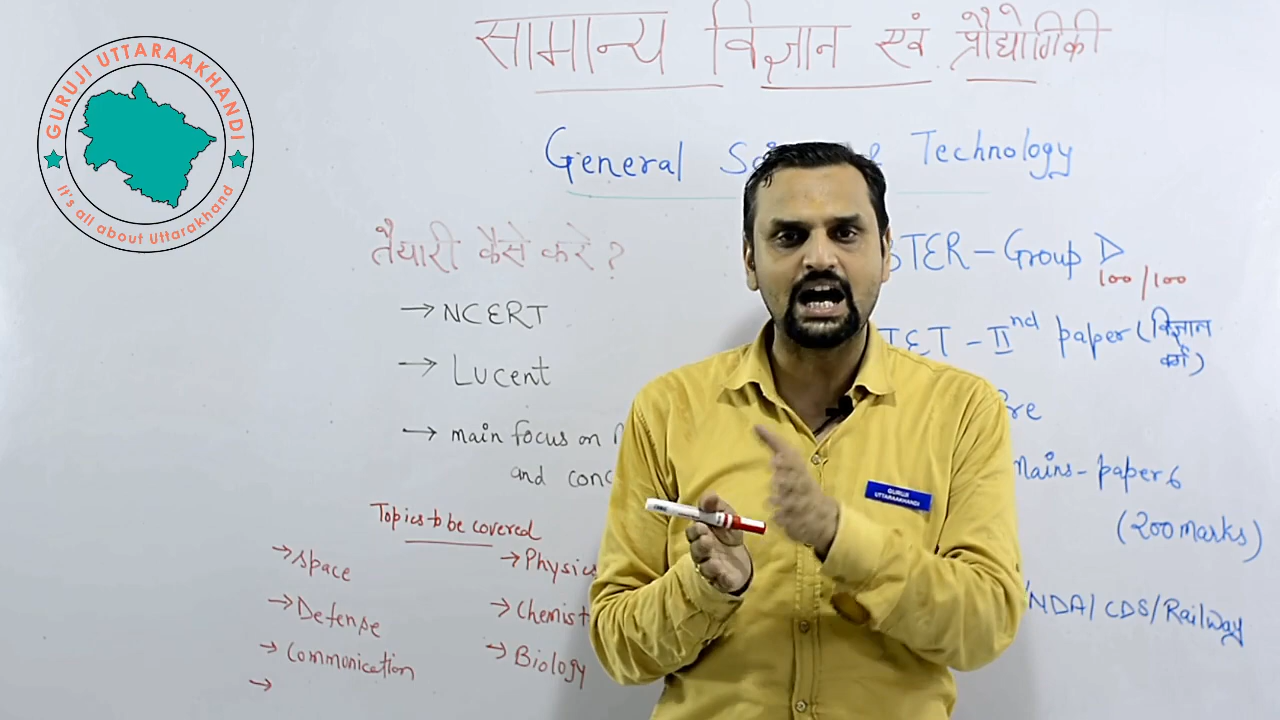 GURUJI UTTARAAKHANDI
It's all about Uttarakhand
सामान्य विज्ञान एवं प्रौद्योगिकी
General Technology
तैयारी कैसे करे ?
→ NCERT
→ Lucent
→ main focus on
and
STER - Group D
100/100
TET - IInd paper (विज्ञान
वर्ग)
mains - paper 6
(200 marks)
NDA/ CDS/Railway
Topics to be covered
→ space
→ Defense
→ Communication
→
→ Physics
→ Chemist
→ Biology
GURUJI
UTTARAAKHANDI